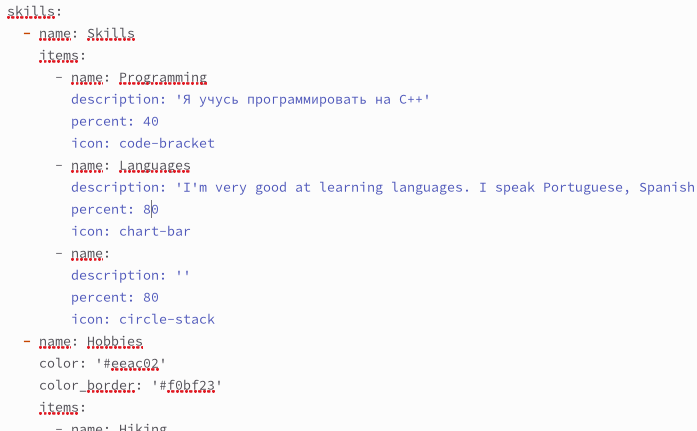 skills:
- name: Skills
items:
- name: Programming
description: 'Я учусь программировать на C++'
percent: 40
icon: code-bracket
- name: Languages
description: 'I'm very good at learning languages. I speak Portuguese, Spanish
percent: 80
icon: chart-bar
- name:
description: ''
percent: 80
icon: circle-stack
- name: Hobbies
color: '#eeac02'
color_border: '#f0bf23'
items:
- name: Hiking